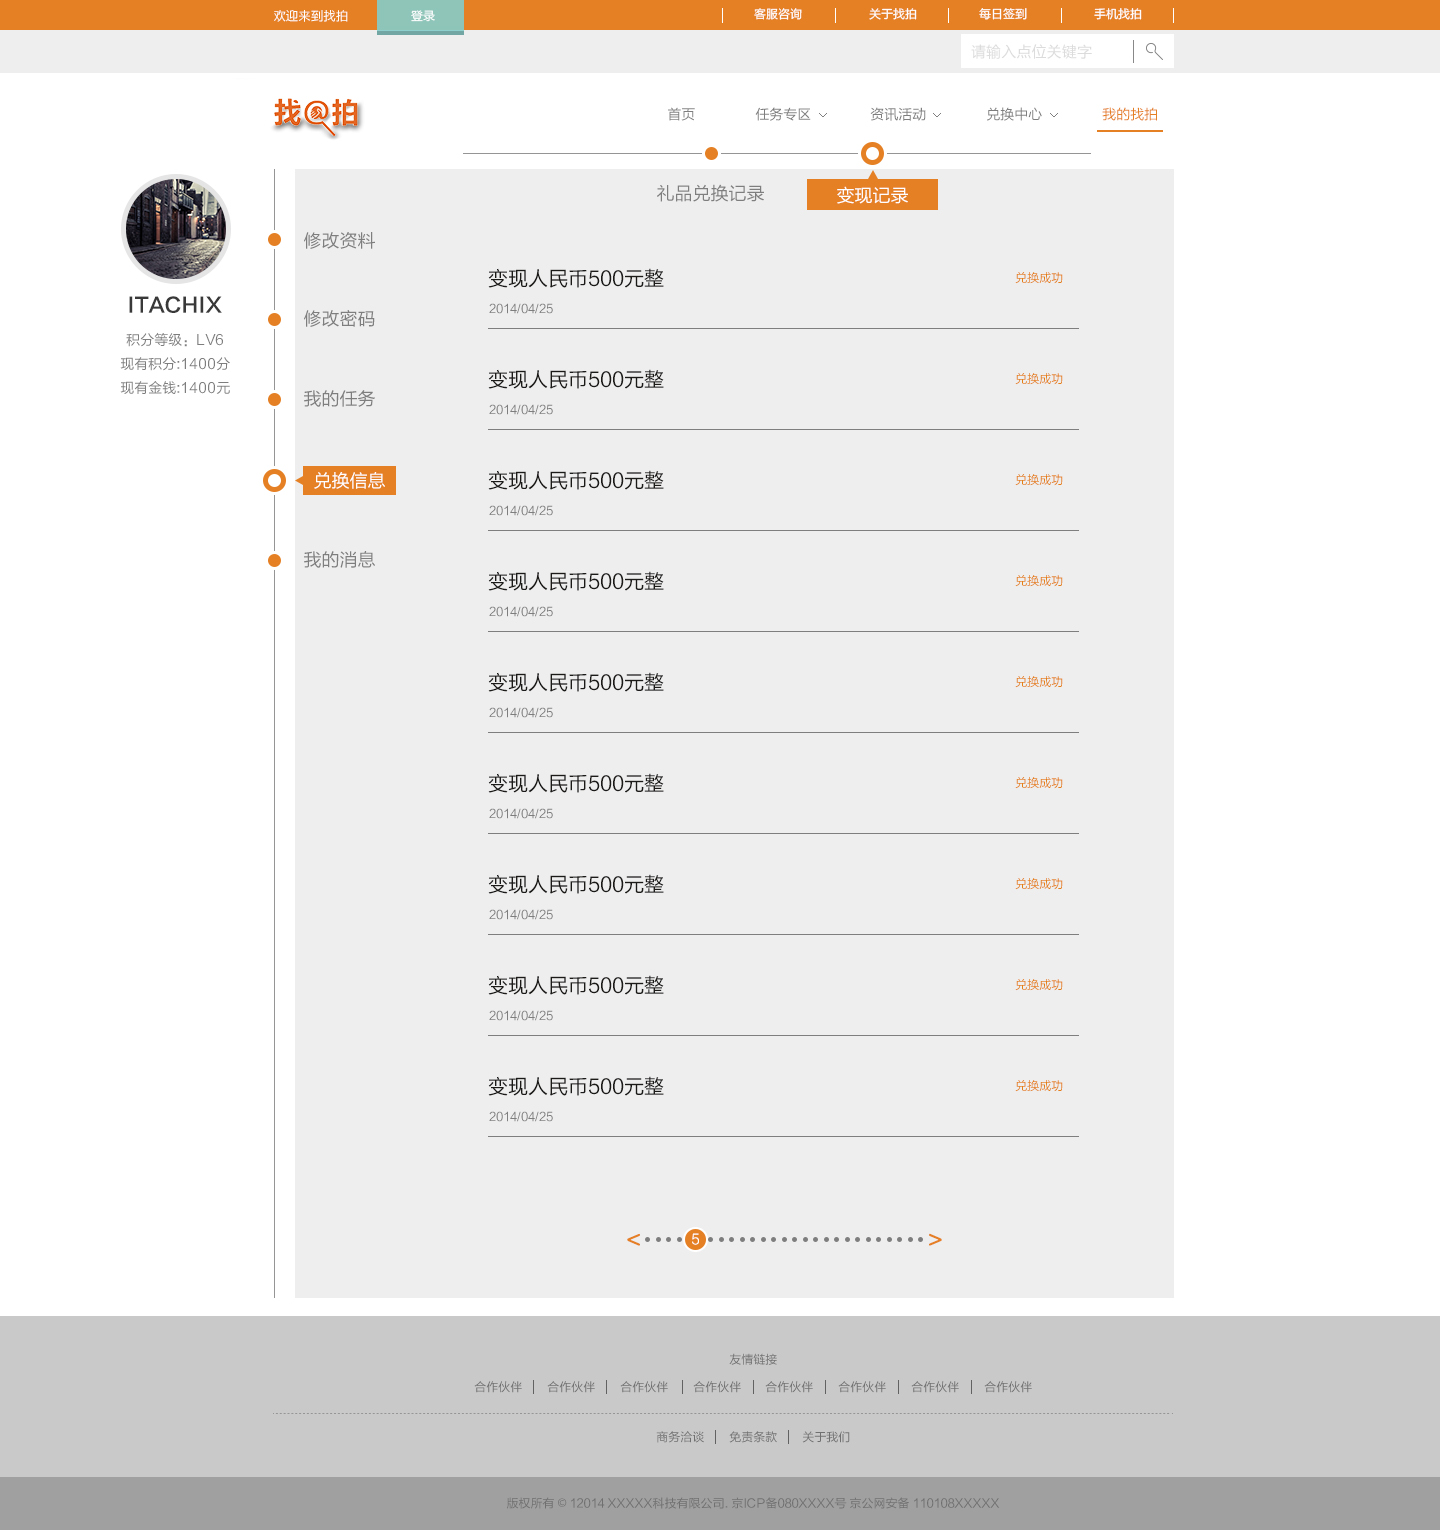 欢迎来到找拍 登录 客服咨询 关于找拍 每日签到 手机找拍
请输入点位关键字
找拍 首页 任务专区 资讯活动 兑换中心 我的找拍
礼品兑换记录 变现记录
ITACHIX
积分等级：LV6
现有积分:1400分
现有金钱:1400元
修改资料
修改密码
我的任务
兑换信息
我的消息
变现人民币500元整 兑换成功
2014/04/25
变现人民币500元整 兑换成功
2014/04/25
变现人民币500元整 兑换成功
2014/04/25
变现人民币500元整 兑换成功
2014/04/25
变现人民币500元整 兑换成功
2014/04/25
变现人民币500元整 兑换成功
2014/04/25
变现人民币500元整 兑换成功
2014/04/25
变现人民币500元整 兑换成功
2014/04/25
变现人民币500元整 兑换成功
2014/04/25
< 5 >
友情链接
合作伙伴 合作伙伴 合作伙伴 合作伙伴 合作伙伴 合作伙伴 合作伙伴 合作伙伴
商务洽谈 免责条款 关于我们
版权所有 © 12014 XXXXX科技有限公司. 京ICP备080XXXX号 京公网安备 110108XXXXX